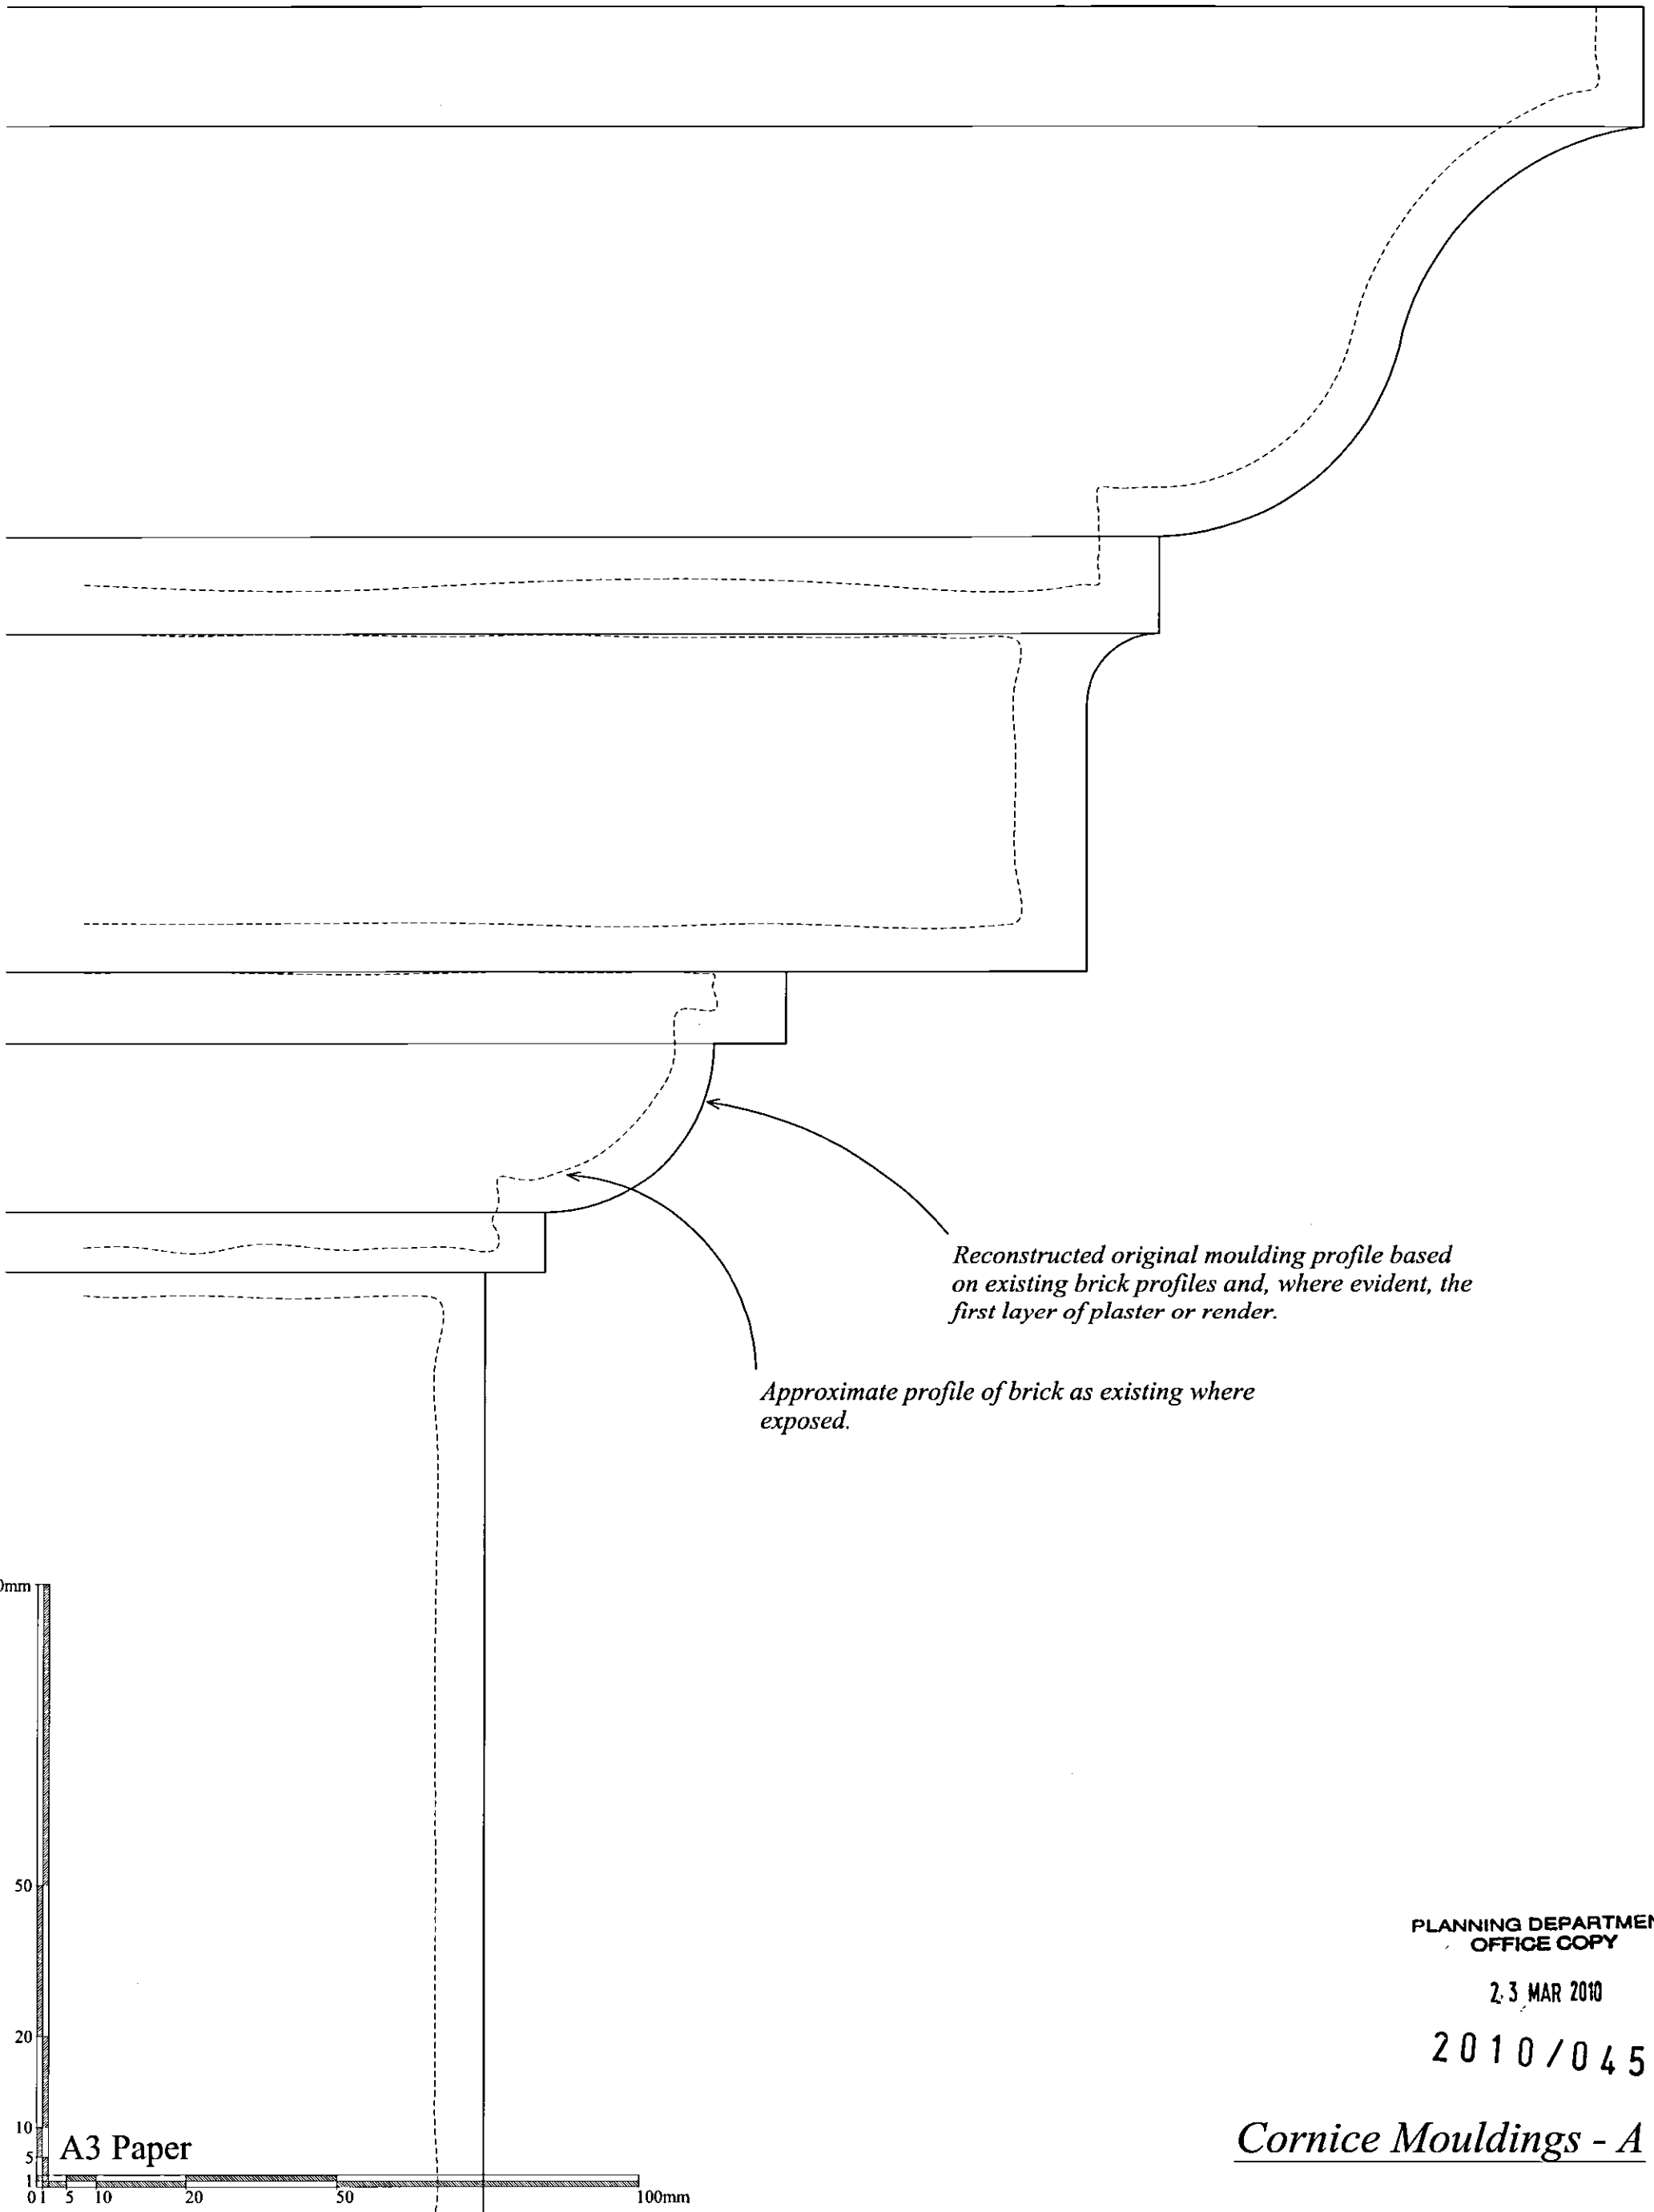 Reconstructed original moulding profile based
on existing brick profiles and, where evident, the
first layer of plaster or render.
Approximate profile of brick as existing where
exposed.
0mm
50
20
10
5
1
A3 Paper
0 1 5 10 20 50 100mm
PLANNING DEPARTMEN
OFFICE COPY
23 MAR 2010
2010/045
Cornice Mouldings - A